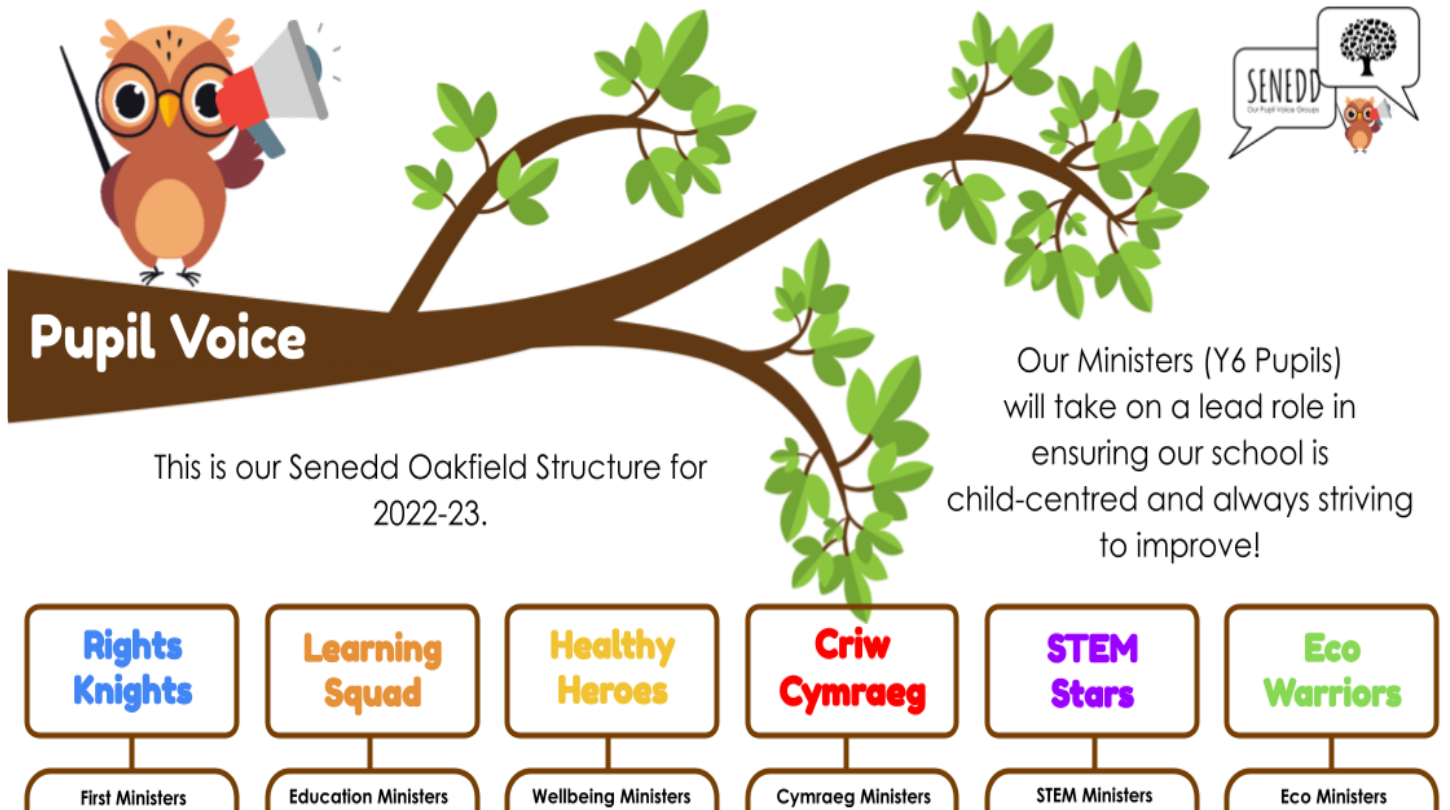 SENEDD
Our Pupil Voice Groups
Pupil Voice
This is our Senedd Oakfield Structure for
2022-23.
Our Ministers (Y6 Pupils)
will take on a lead role in
ensuring our school is
child-centred and always striving
to improve!
Rights
Knights
Learning
Squad
Healthy
Heroes
Criw
Cymraeg
STEM
Stars
Eco
Warriors
First Ministers
Education Ministers
Wellbeing Ministers
Cymraeg Ministers
STEM Ministers
Eco Ministers